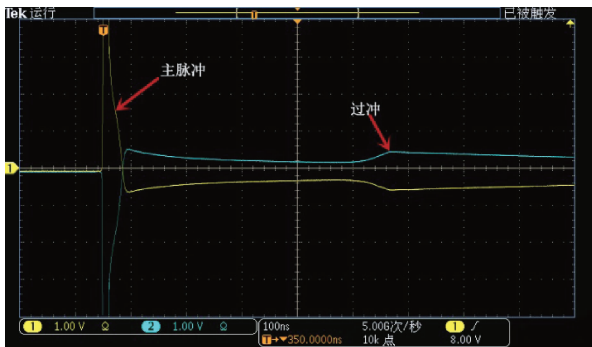 Tek 运行 已被触发
T
T
主脉冲
过冲
1
1 1.00 V Ω 2 1.00 V Ω 100ns 5.00G次/秒 1 ∫
T→▼350.0000ns 10k 点 8.00 V